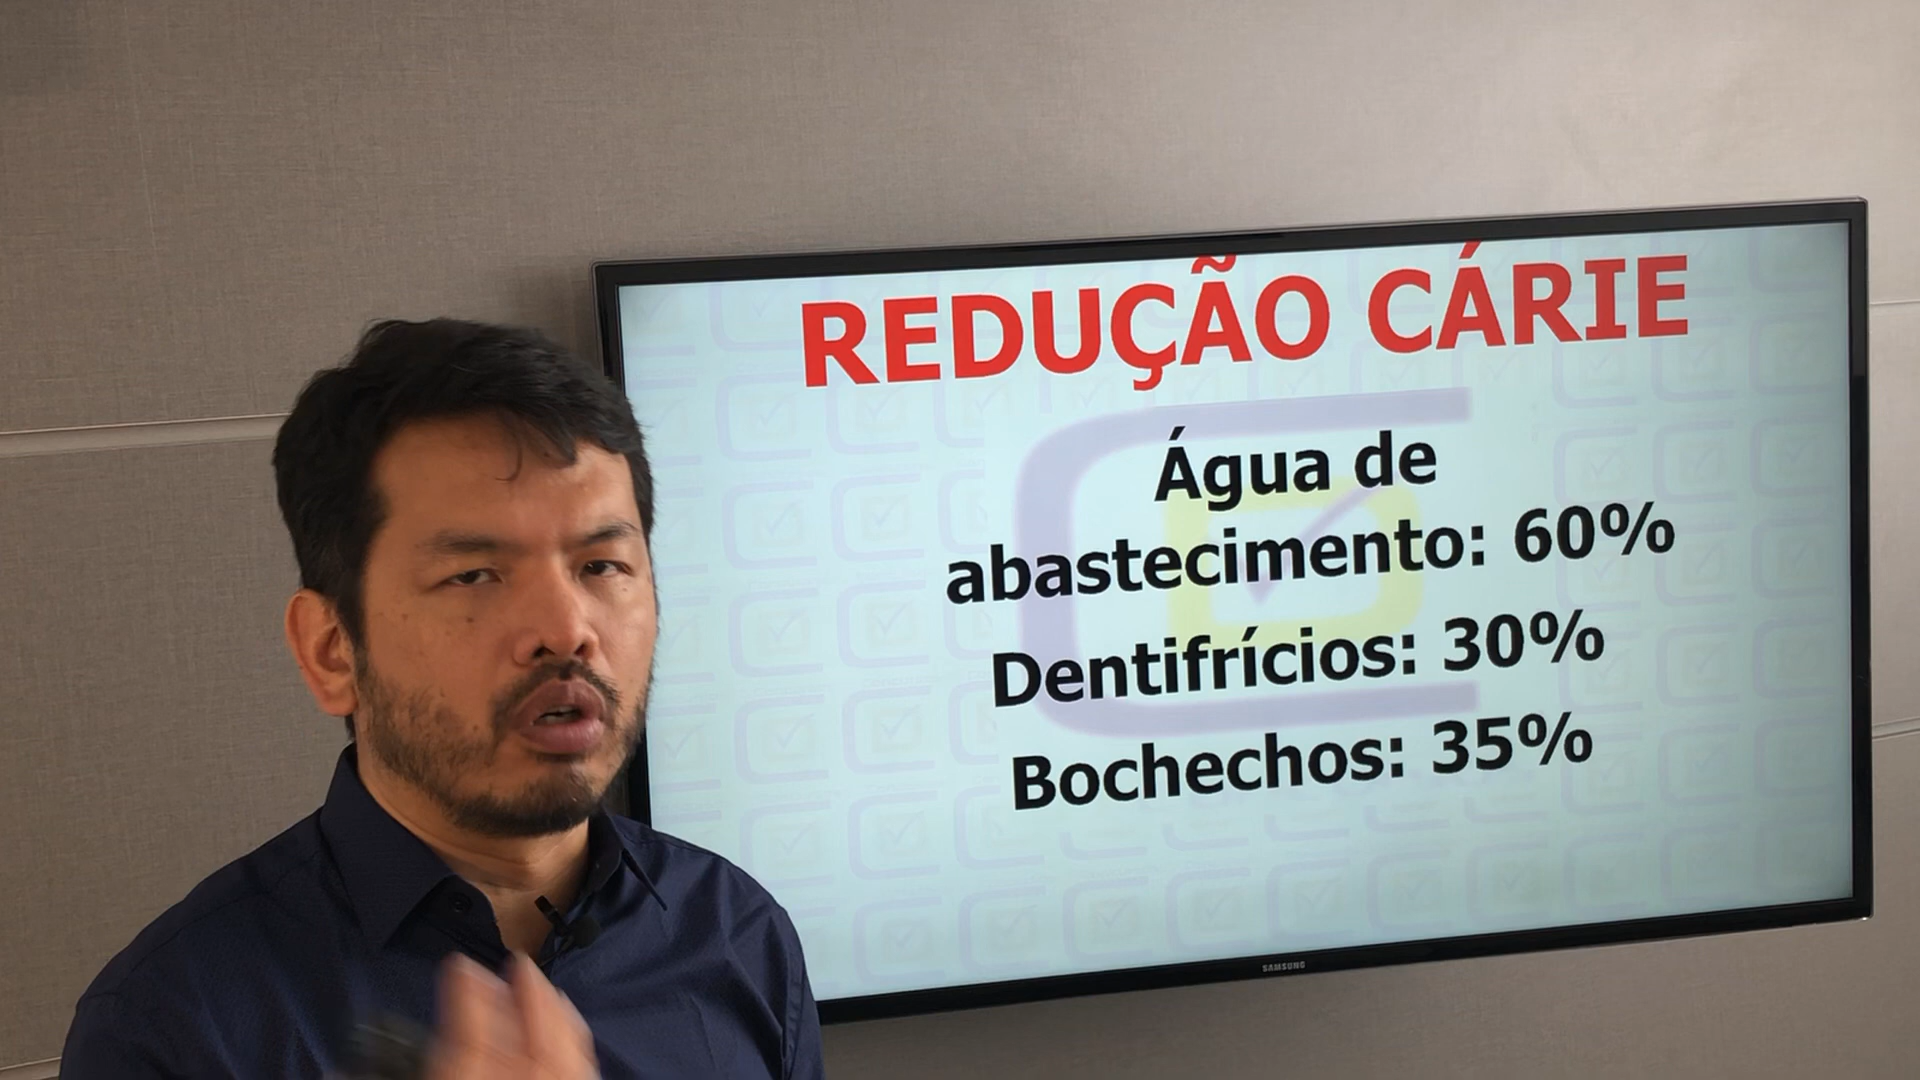 REDUÇÃO CÁRIE
Água de
abastecimento: 60%
Dentifrícios: 30%
Bochechos: 35%
SAMSUNG